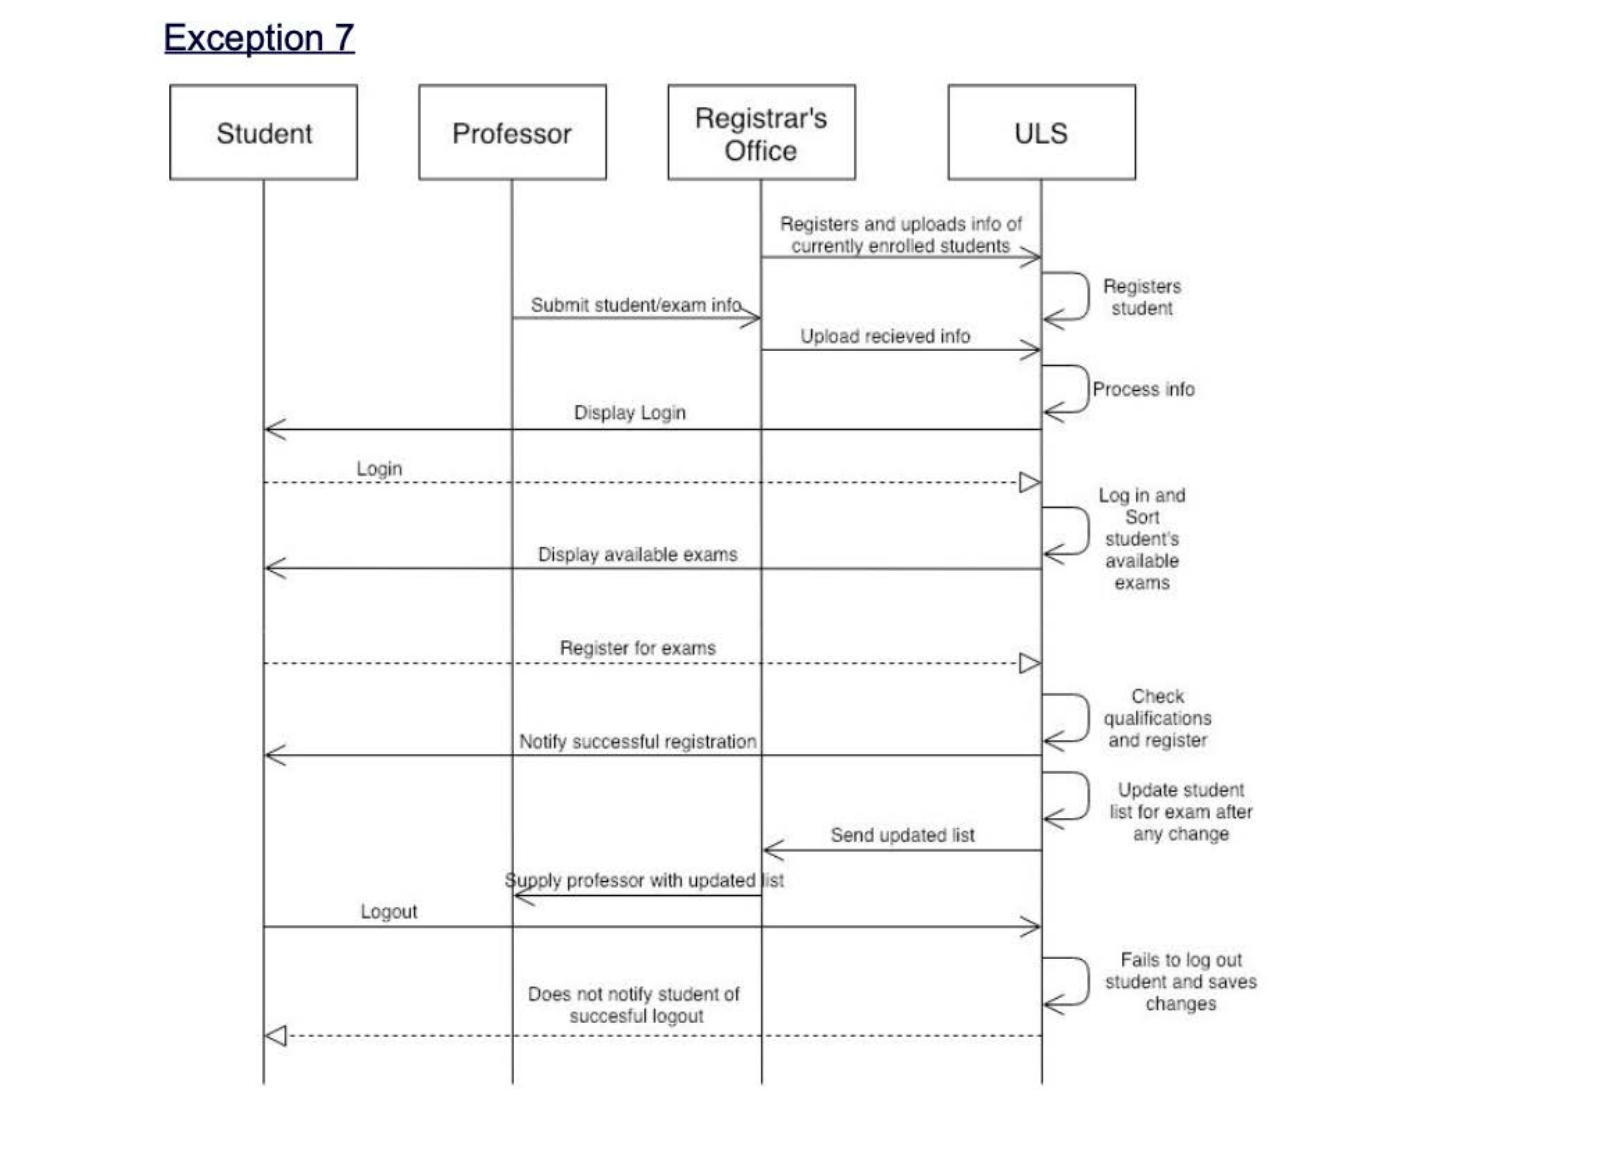 Exception 7
Student
Professor
Registrar's
Office
ULS
Registers and uploads info of
currently enrolled students
Registers
student
Submit student/exam info
Upload recieved info
Process info
Display Login
Login
Log in and
Sort
student's
available
exams
Display available exams
Register for exams
Check
qualifications
and register
Notify successful registration
Update student
list for exam after
any change
Send updated list
Supply professor with updated list
Logout
Fails to log out
student and saves
changes
Does not notify student of
succesful logout